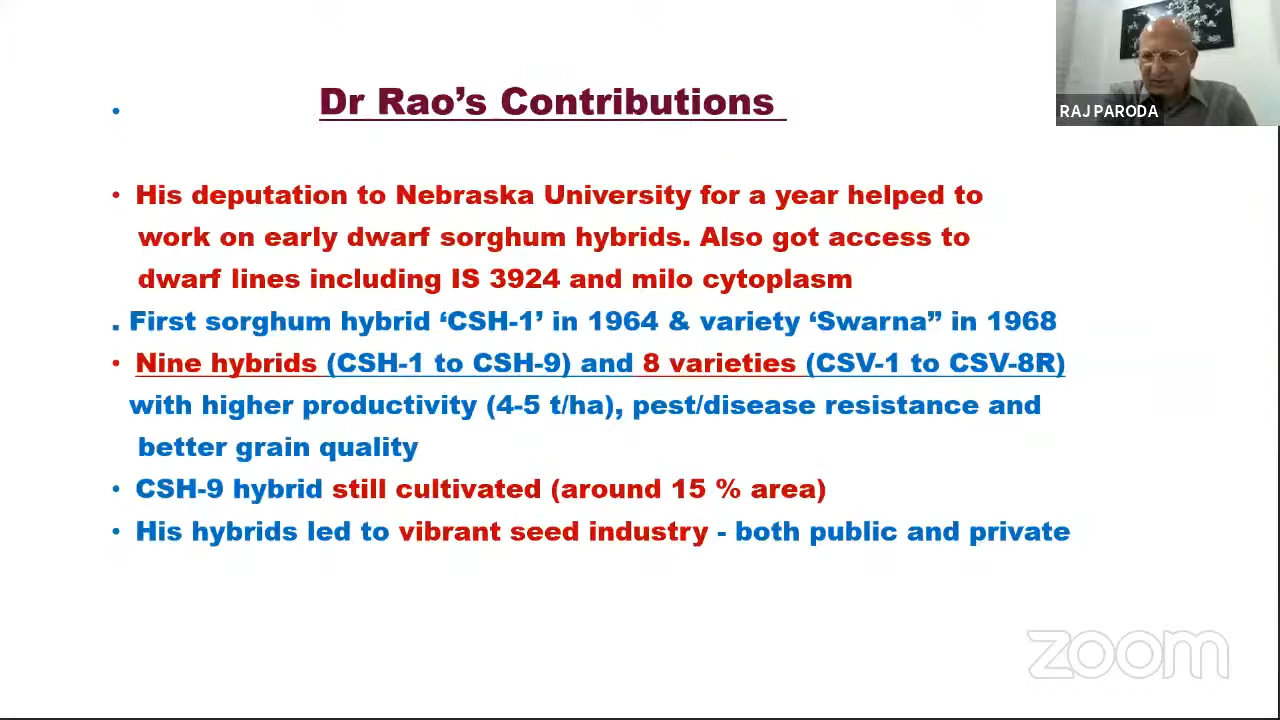 RAJ PARODA
. Dr Rao’s Contributions
• His deputation to Nebraska University for a year helped to
work on early dwarf sorghum hybrids. Also got access to
dwarf lines including IS 3924 and milo cytoplasm
. First sorghum hybrid ‘CSH-1’ in 1964 & variety ‘Swarna” in 1968
• Nine hybrids (CSH-1 to CSH-9) and 8 varieties (CSV-1 to CSV-8R)
with higher productivity (4-5 t/ha), pest/disease resistance and
better grain quality
• CSH-9 hybrid still cultivated (around 15 % area)
• His hybrids led to vibrant seed industry - both public and private
zoom